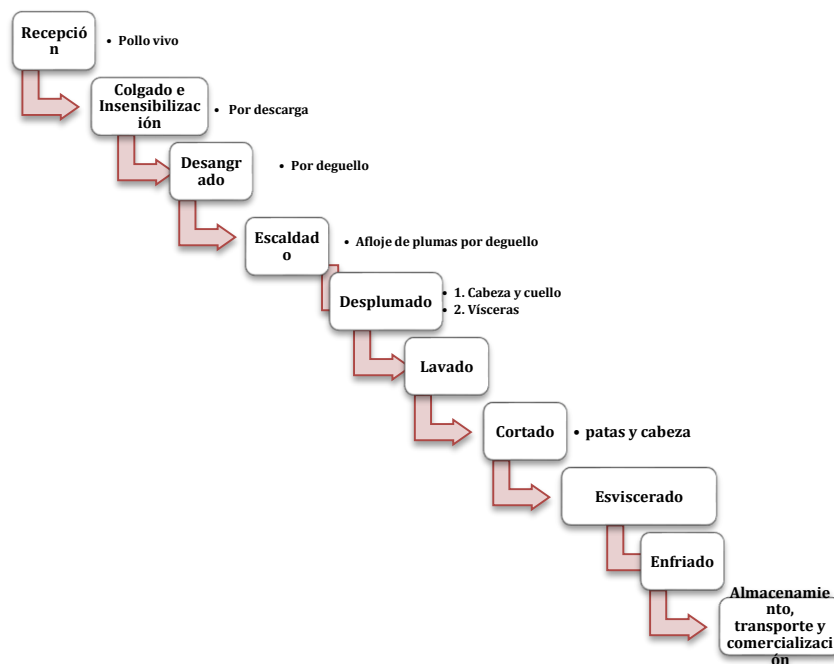 Recepció
n
• Pollo vivo
Colgado e
Insensibilizac
ión
• Por descarga
Desangr
ado
• Por deguello
Escaldad
o
• Afloje de plumas por deguello
Desplumado
• 1. Cabeza y cuello
• 2. Vísceras
Lavado
Cortado
• patas y cabeza
Esviscerado
Enfriado
Almacenamie
nto,
transporte y
comercializaci
ón